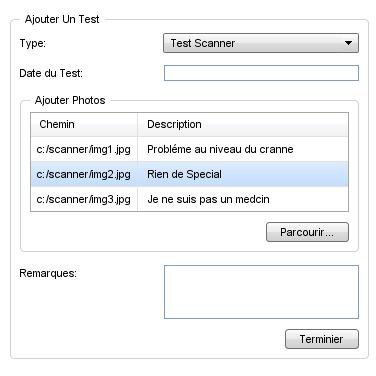 Ajouter Un Test
Type: Test Scanner
Date du Test:
Ajouter Photos
Chemin Description
c:/scanner/img1.jpg Probléme au niveau du cranne
c:/scanner/img2.jpg Rien de Special
c:/scanner/img3.jpg Je ne suis pas un medcin
Parcourir...
Remarques:
Terminier